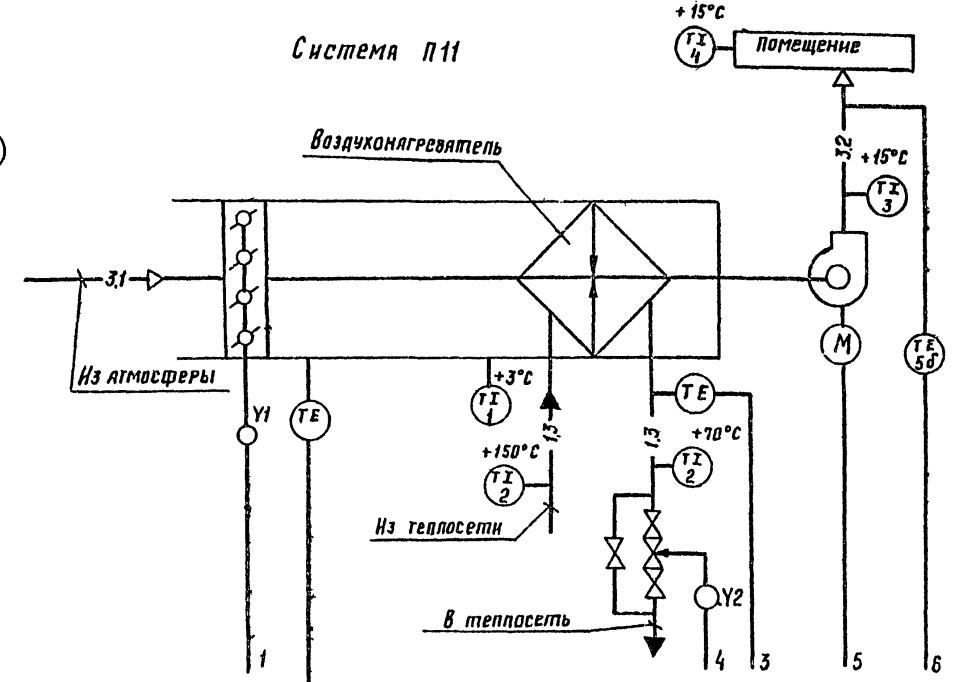 +15°С
TI
4
Помещение
Система П11
Воздухонагреватель
3,2
+15°С
TI
3
3,1
М
TE
5б
Из атмосферы
+3°С
TI
1
У1
TE
TE
1,3
1,3
+70°С
+150°С
TI
2
TI
2
Из теплосети
У2
В теплосеть
1
4
3
5
6